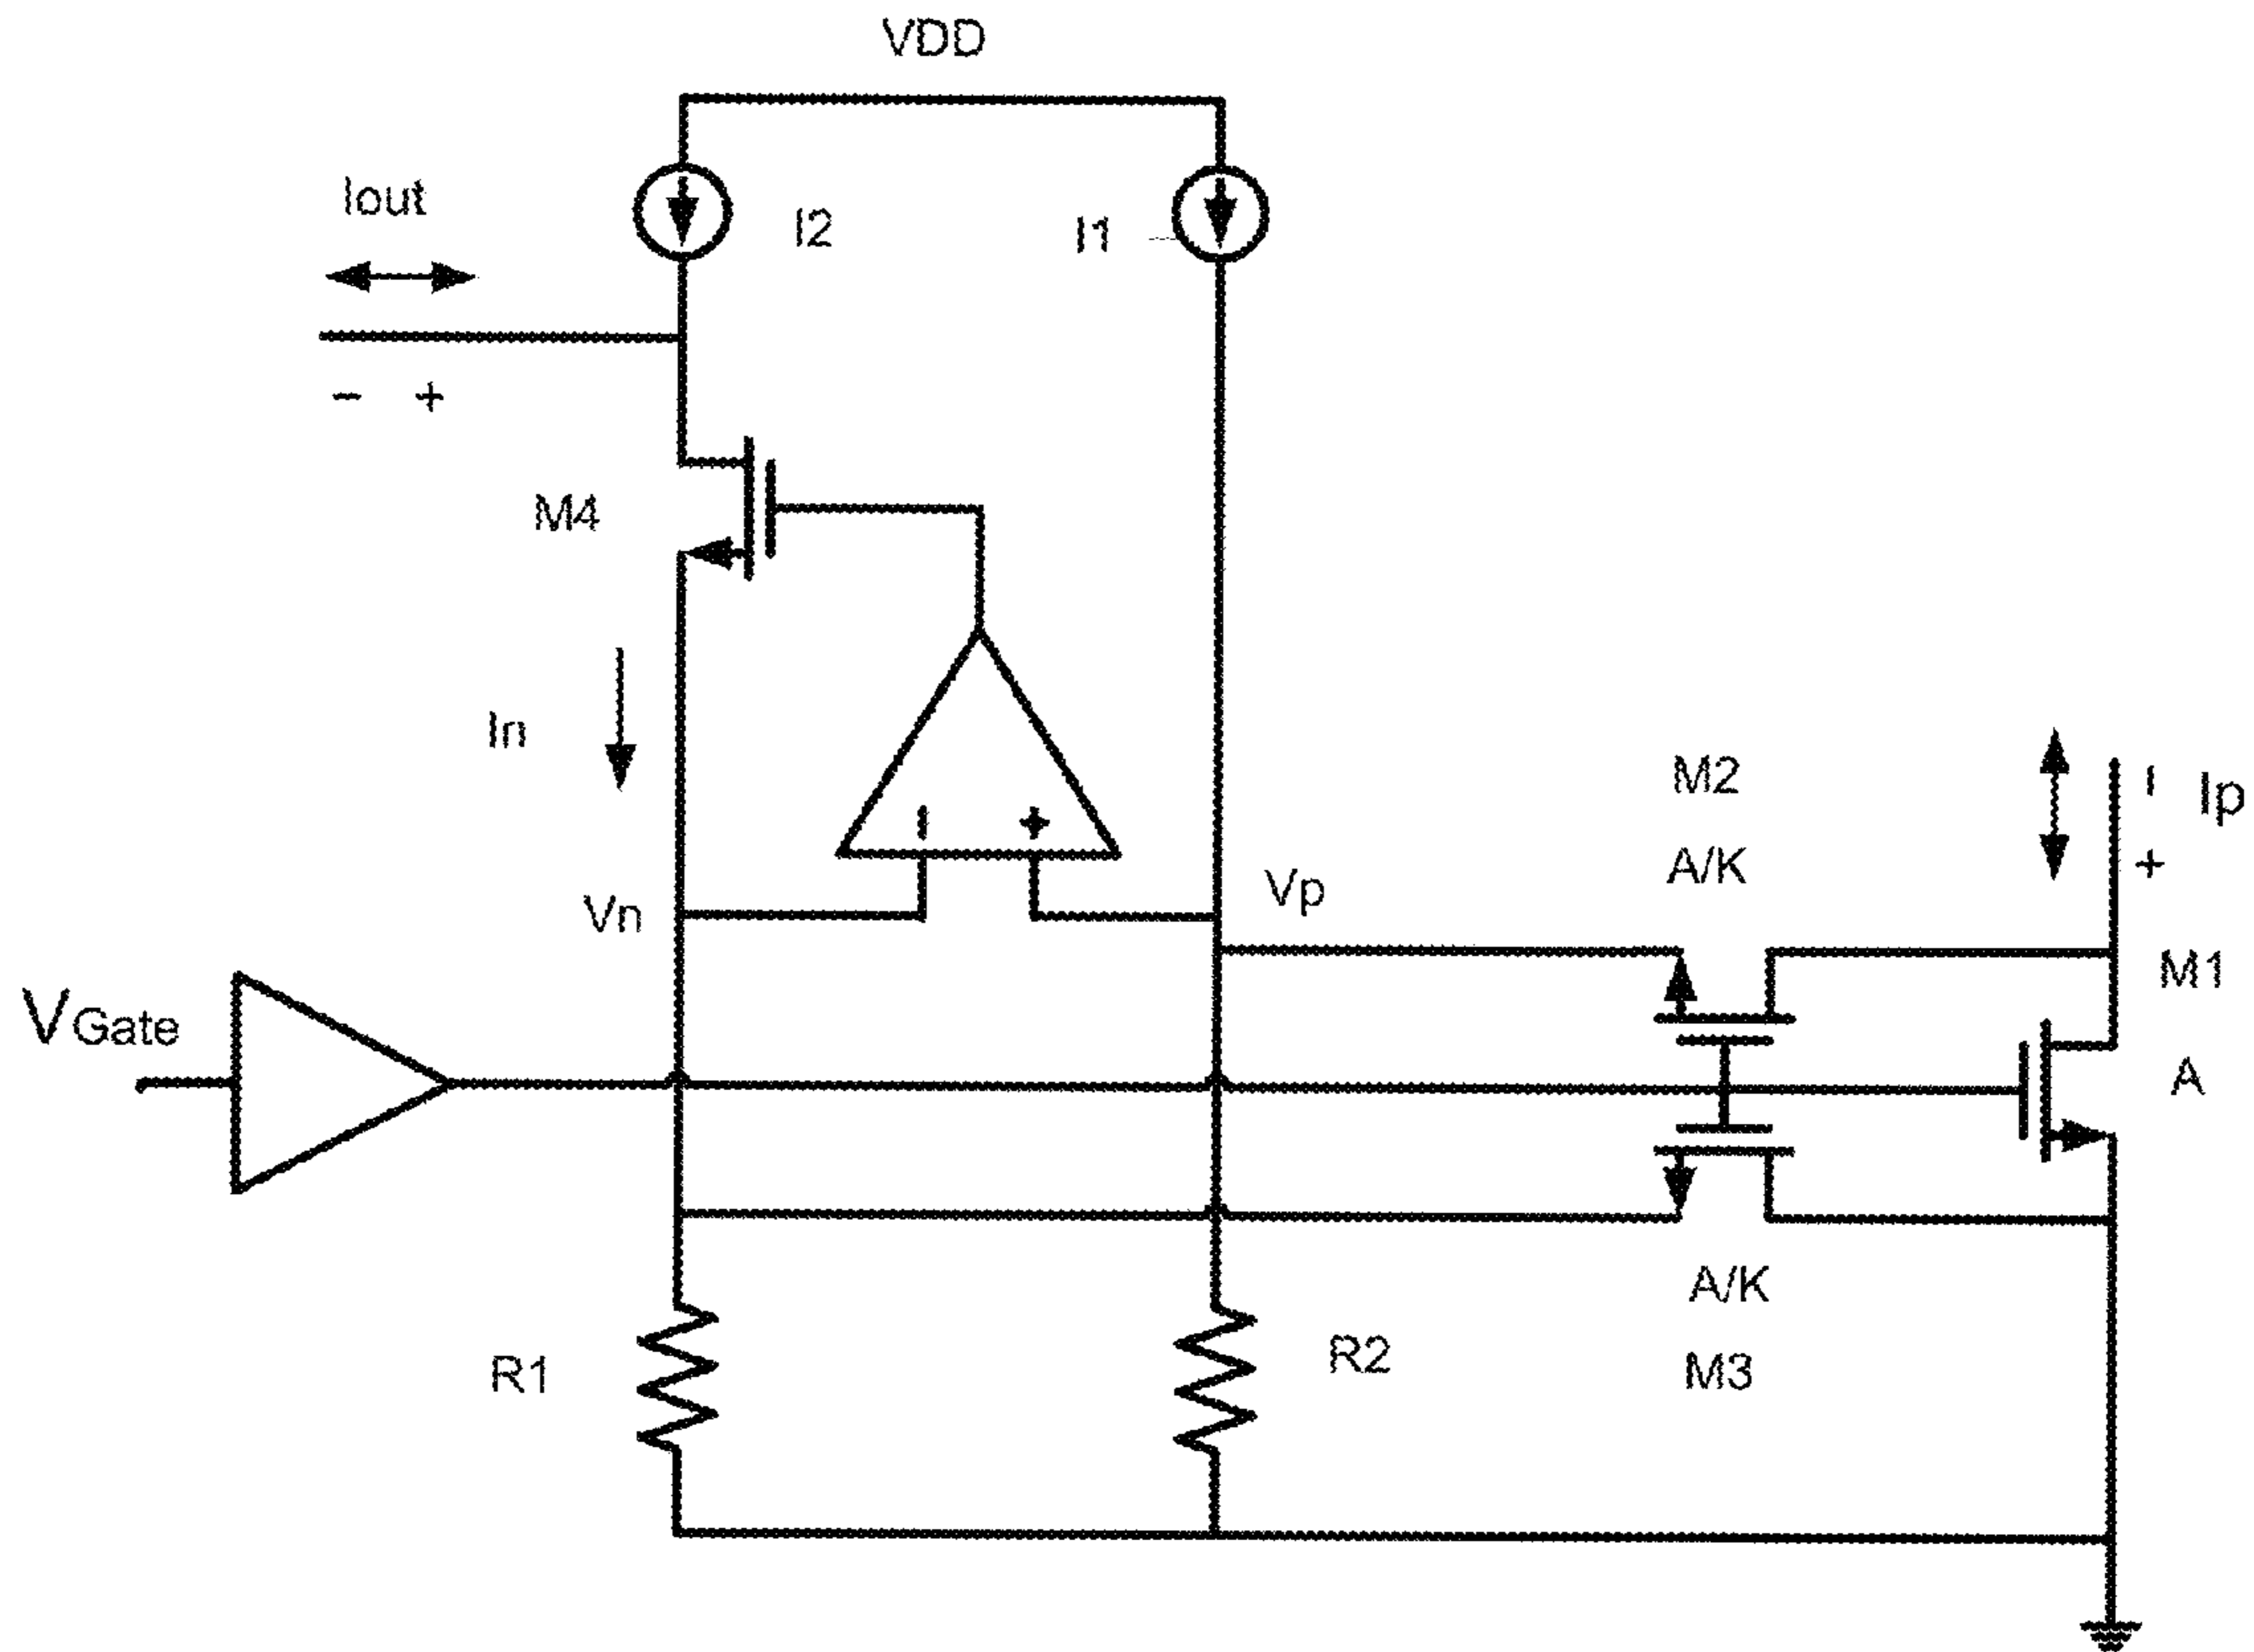 VDD
Iout
I2
I1
− +
M4
In
− +
Vn
Vp
M2
A/K
− Ip
+
M1
A
VGate
A/K
M3
R1
R2